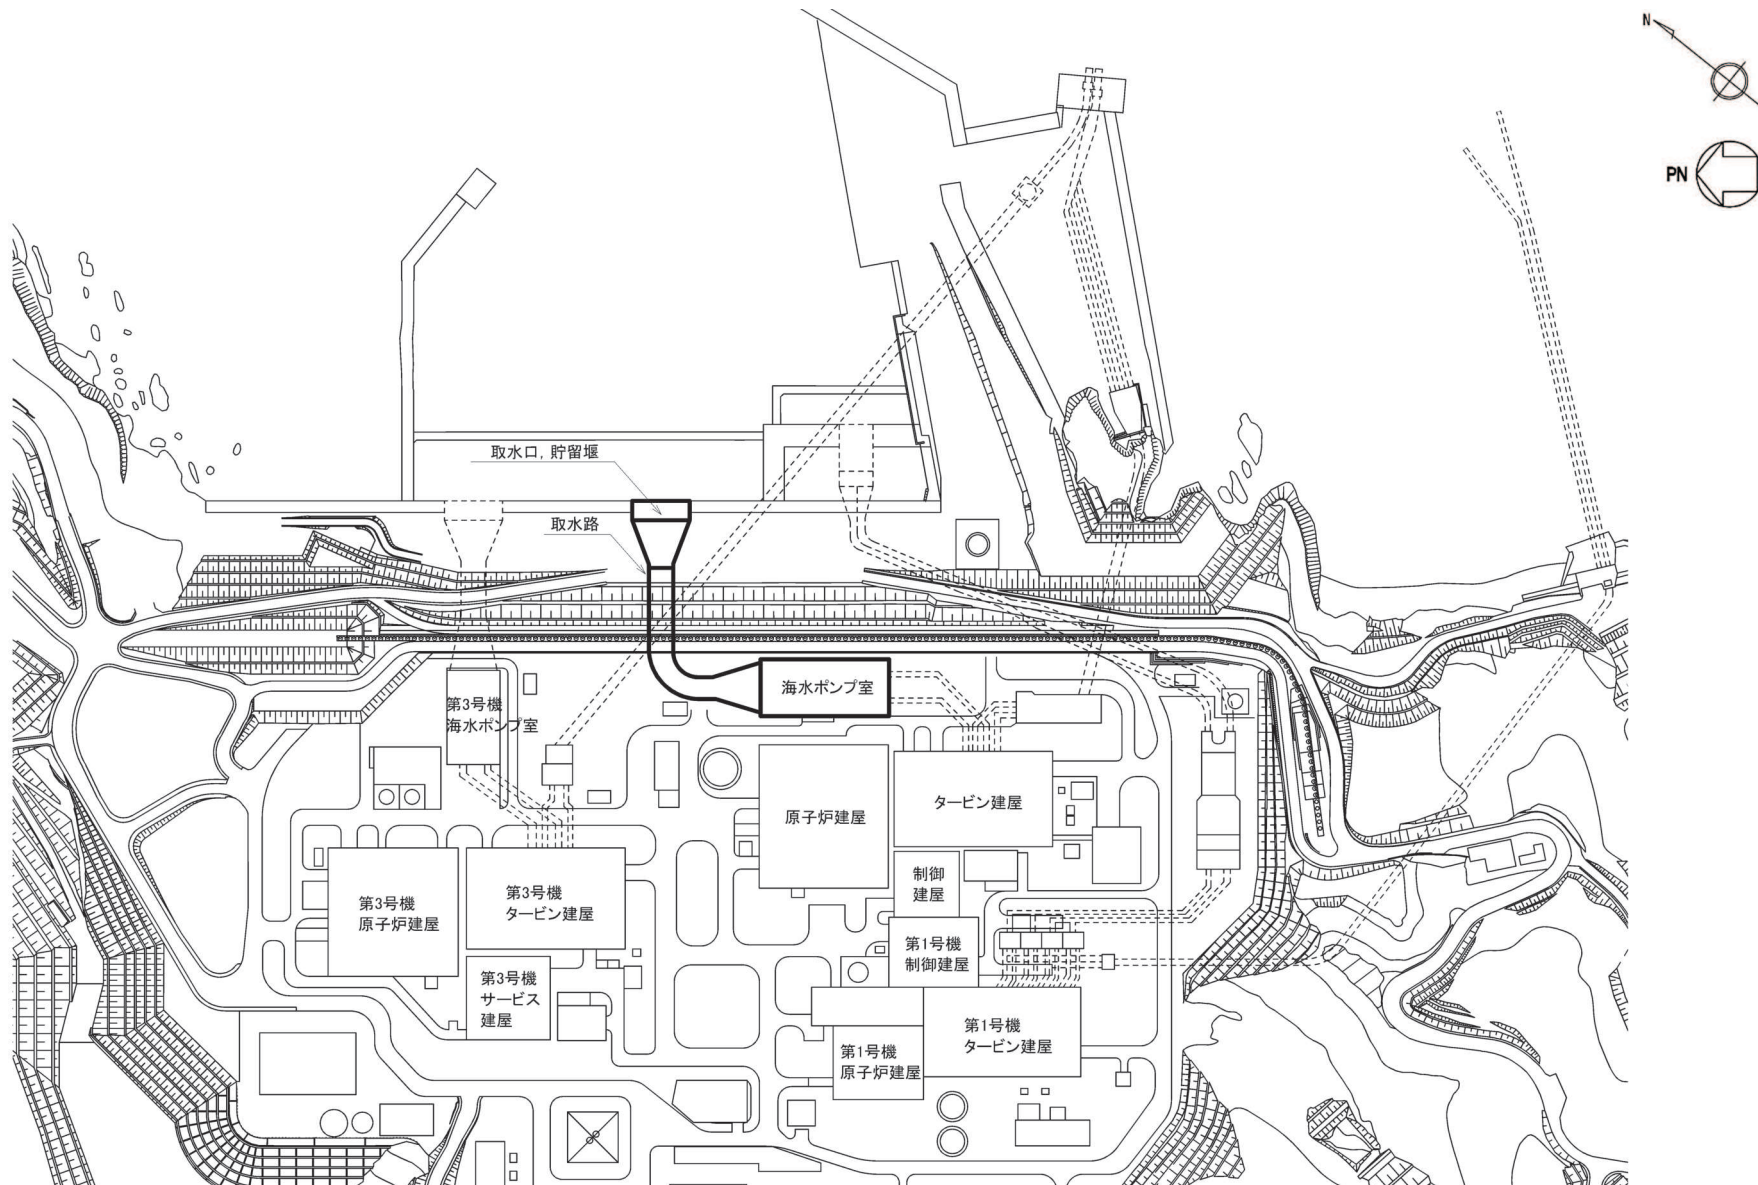 N
PN
取水口，貯留堰
取水路
海水ポンプ室
第3号機
海水ポンプ室
原子炉建屋
タービン建屋
制御
建屋
第3号機
原子炉建屋
第3号機
タービン建屋
第1号機
制御建屋
第3号機
サービス
建屋
第1号機
タービン建屋
第1号機
原子炉建屋